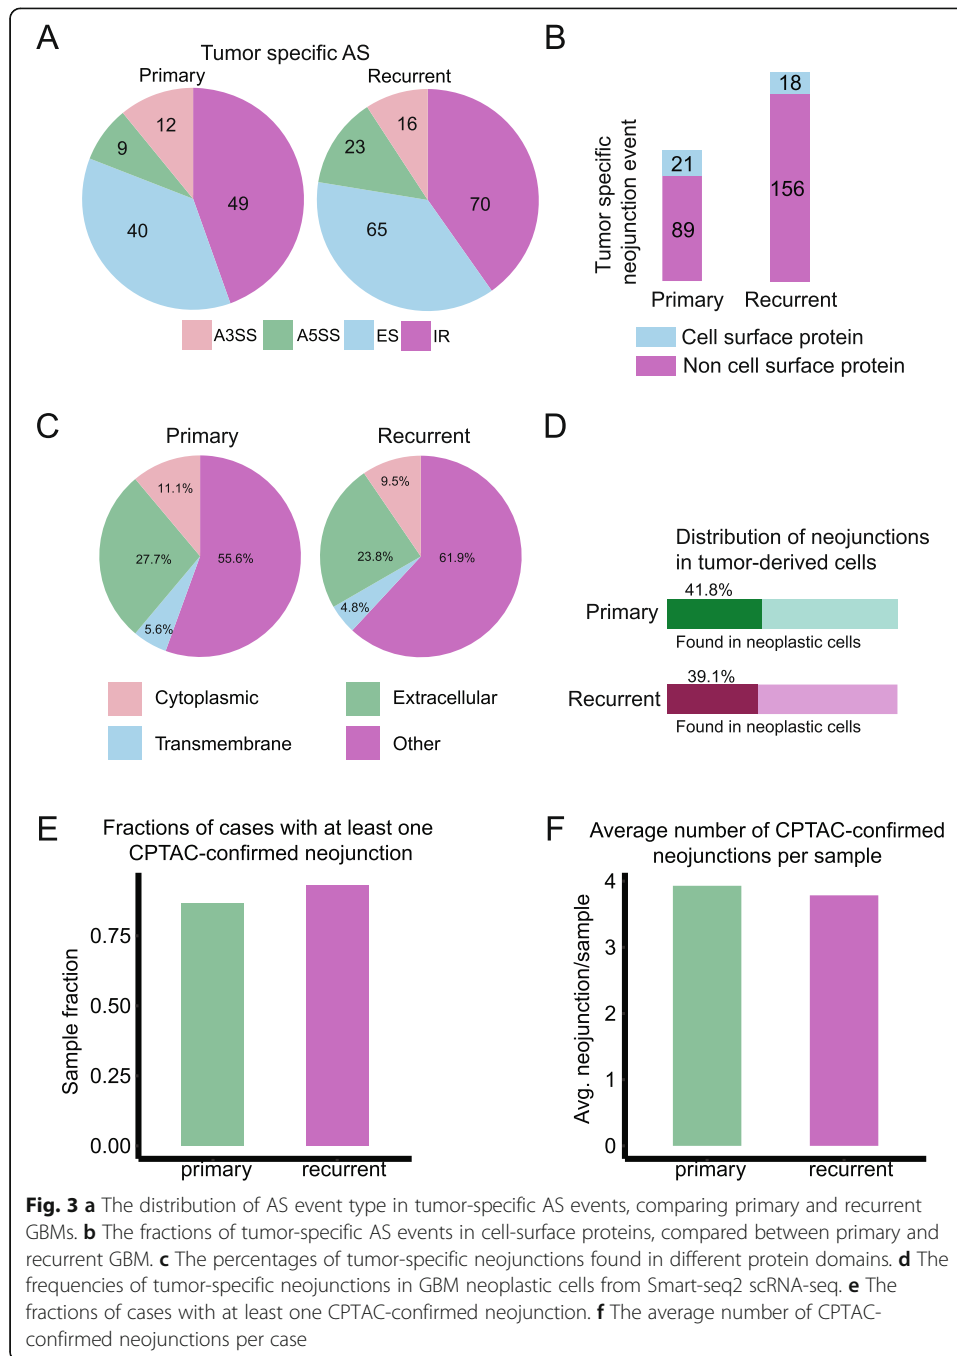 A
Tumor specific AS
Primary
Recurrent
12
9
40
49
16
23
65
70
A3SS
A5SS
ES
IR
B
Tumor specific
neojunction event
21
89
18
156
Primary
Recurrent
Cell surface protein
Non cell surface protein
C
Primary
Recurrent
11.1%
27.7%
55.6%
5.6%
9.5%
23.8%
61.9%
4.8%
Cytoplasmic
Extracellular
Transmembrane
Other
D
Distribution of neojunctions
in tumor-derived cells
41.8%
Primary
Found in neoplastic cells
39.1%
Recurrent
Found in neoplastic cells
E
Fractions of cases with at least one
CPTAC-confirmed neojunction
Sample fraction
0.75
0.50
0.25
0.00
primary
recurrent
F
Average number of CPTAC-confirmed
neojunctions per sample
Avg. neojunction/sample
4
3
2
1
0
primary
recurrent
Fig. 3 a The distribution of AS event type in tumor-specific AS events, comparing primary and recurrent
GBMs. b The fractions of tumor-specific AS events in cell-surface proteins, compared between primary and
recurrent GBM. c The percentages of tumor-specific neojunctions found in different protein domains. d The
frequencies of tumor-specific neojunctions in GBM neoplastic cells from Smart-seq2 scRNA-seq. e The
fractions of cases with at least one CPTAC-confirmed neojunction. f The average number of CPTAC-
confirmed neojunctions per case